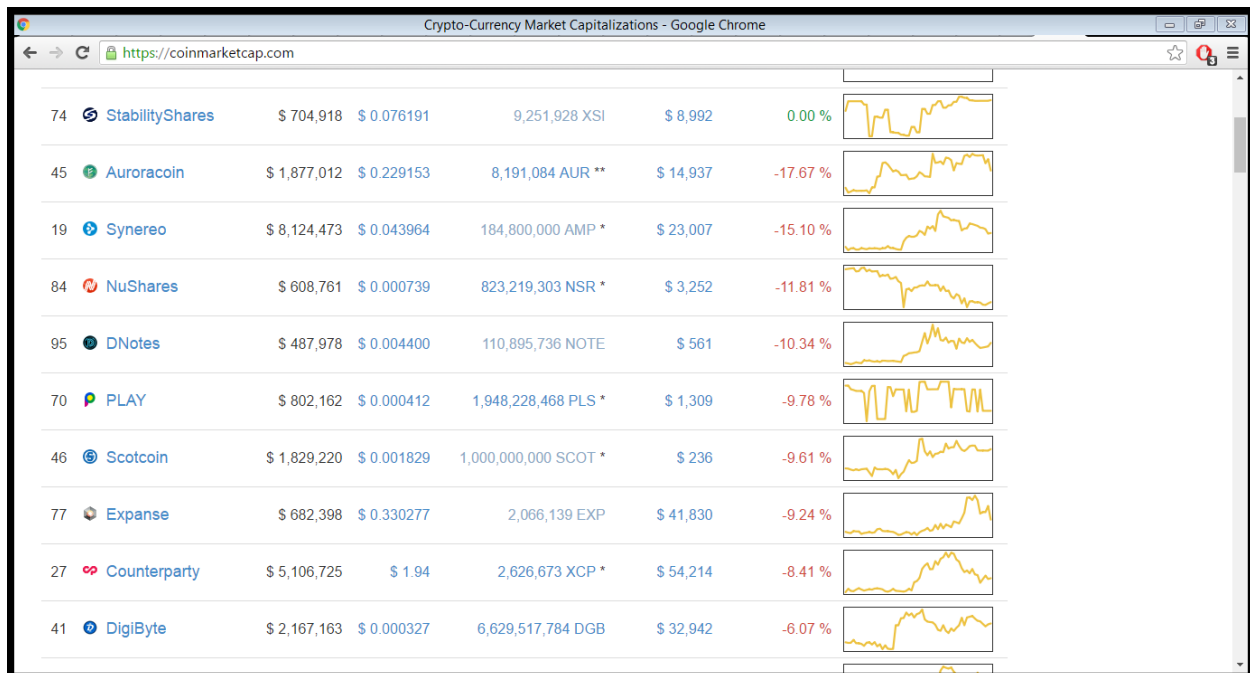 Crypto-Currency Market Capitalizations - Google Chrome
https://coinmarketcap.com
3
74 StabilityShares $ 704,918 $ 0.076191 9,251,928 XSI $ 8,992 0.00 %
45 Auroracoin $ 1,877,012 $ 0.229153 8,191,084 AUR ** $ 14,937 -17.67 %
19 Synereo $ 8,124,473 $ 0.043964 184,800,000 AMP * $ 23,007 -15.10 %
84 NuShares $ 608,761 $ 0.000739 823,219,303 NSR * $ 3,252 -11.81 %
95 DNotes $ 487,978 $ 0.004400 110,895,736 NOTE $ 561 -10.34 %
70 PLAY $ 802,162 $ 0.000412 1,948,228,468 PLS * $ 1,309 -9.78 %
46 Scotcoin $ 1,829,220 $ 0.001829 1,000,000,000 SCOT * $ 236 -9.61 %
77 Expanse $ 682,398 $ 0.330277 2,066,139 EXP $ 41,830 -9.24 %
27 Counterparty $ 5,106,725 $ 1.94 2,626,673 XCP * $ 54,214 -8.41 %
41 DigiByte $ 2,167,163 $ 0.000327 6,629,517,784 DGB $ 32,942 -6.07 %